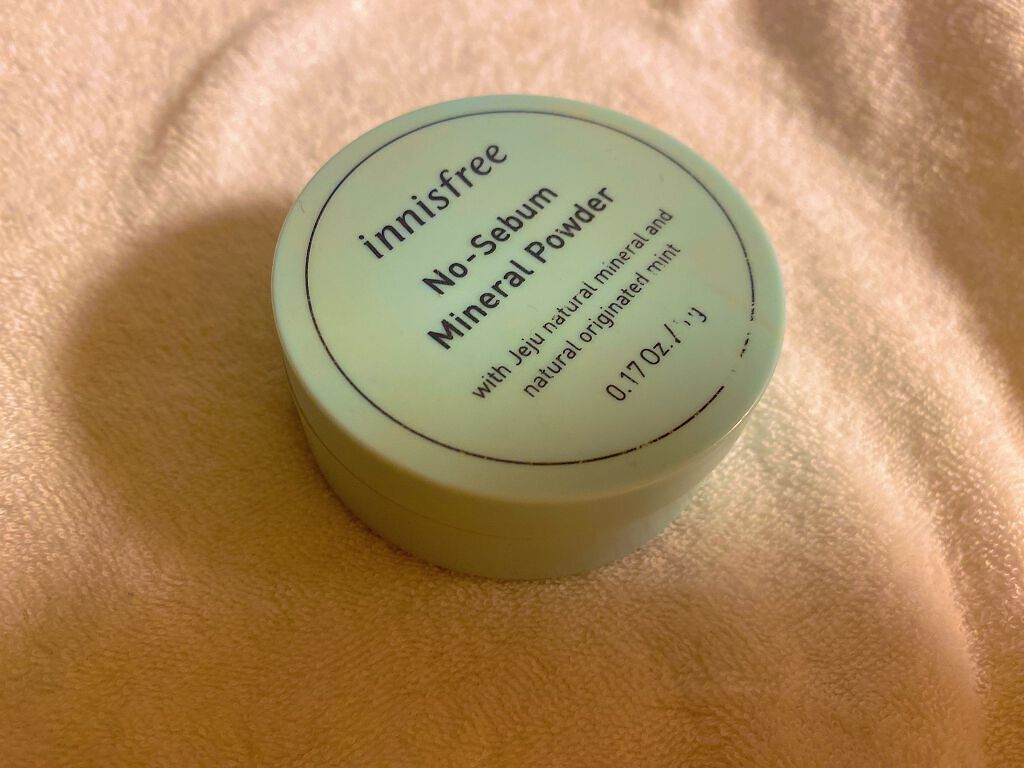 innisfree
No-Sebum
Mineral Powder
with Jeju natural mineral and
natural originated mint
0.17 Oz./